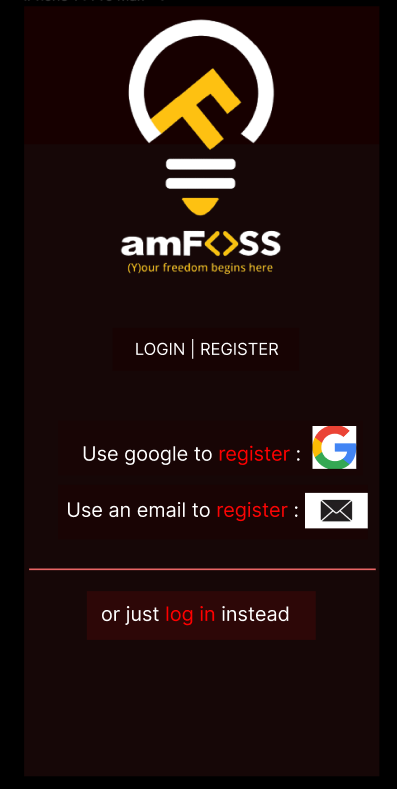 amF<>SS
(Y)our freedom begins here
LOGIN | REGISTER
Use google to register :
Use an email to register :
or just log in instead